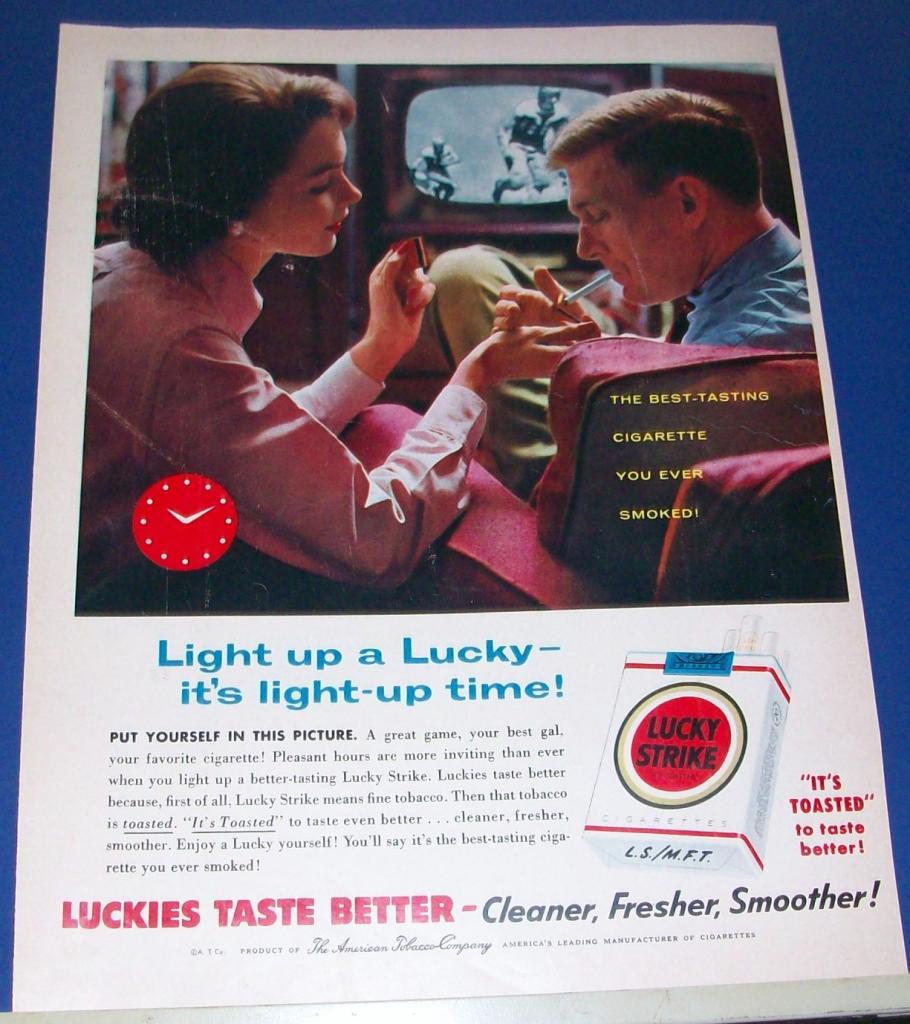 THE BEST-TASTING
CIGARETTE
YOU EVER
SMOKED!
Light up a Lucky–
it's light-up time!
PUT YOURSELF IN THIS PICTURE. A great game, your best gal,
your favorite cigarette! Pleasant hours are more inviting than ever
when you light up a better-tasting Lucky Strike. Luckies taste better
because, first of all, Lucky Strike means fine tobacco. Then that tobacco
is toasted. "It's Toasted" to taste even better . . . cleaner, fresher,
smoother. Enjoy a Lucky yourself! You'll say it's the best-tasting ciga-
rette you ever smoked!
LUCKY
STRIKE
CIGARETTES
L.S./M.F.T.
"IT'S
TOASTED"
to taste
better!
LUCKIES TASTE BETTER – Cleaner, Fresher, Smoother!
©A. T. Co. PRODUCT OF The American Tobacco Company AMERICA'S LEADING MANUFACTURER OF CIGARETTES